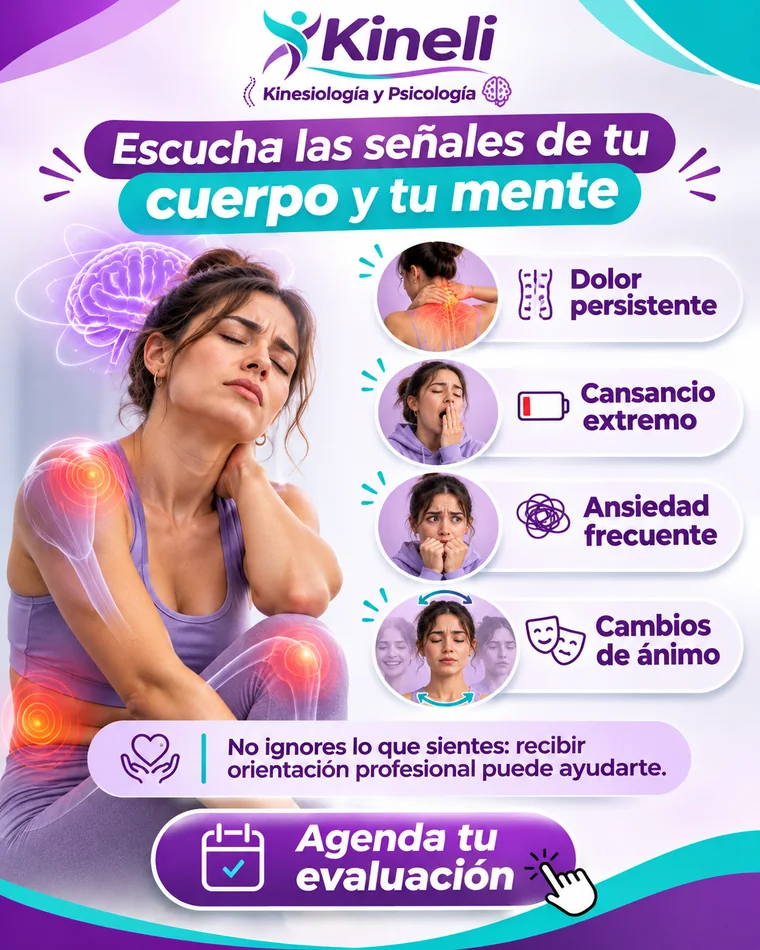 Kineli
Kinesiología y Psicología
Escucha las señales de tu
cuerpo y tu mente
Dolor
persistente
Cansancio
extremo
Ansiedad
frecuente
Cambios
de ánimo
No ignores lo que sientes: recibir
orientación profesional puede ayudarte.
Agenda tu
evaluación